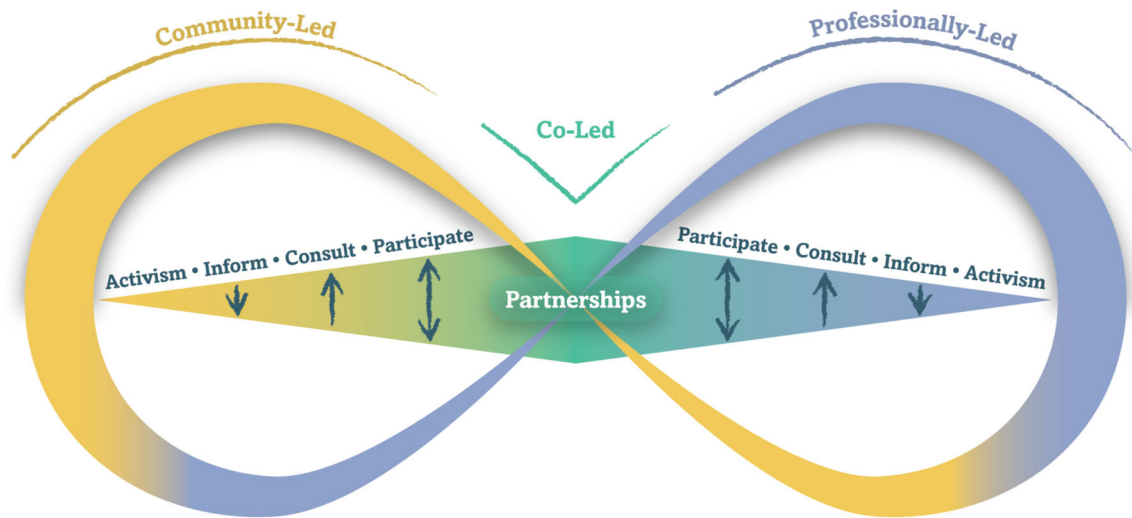 Community-Led
Professionally-Led
Co-Led
Activism • Inform • Consult • Participate
Participate • Consult • Inform • Activism
Partnerships